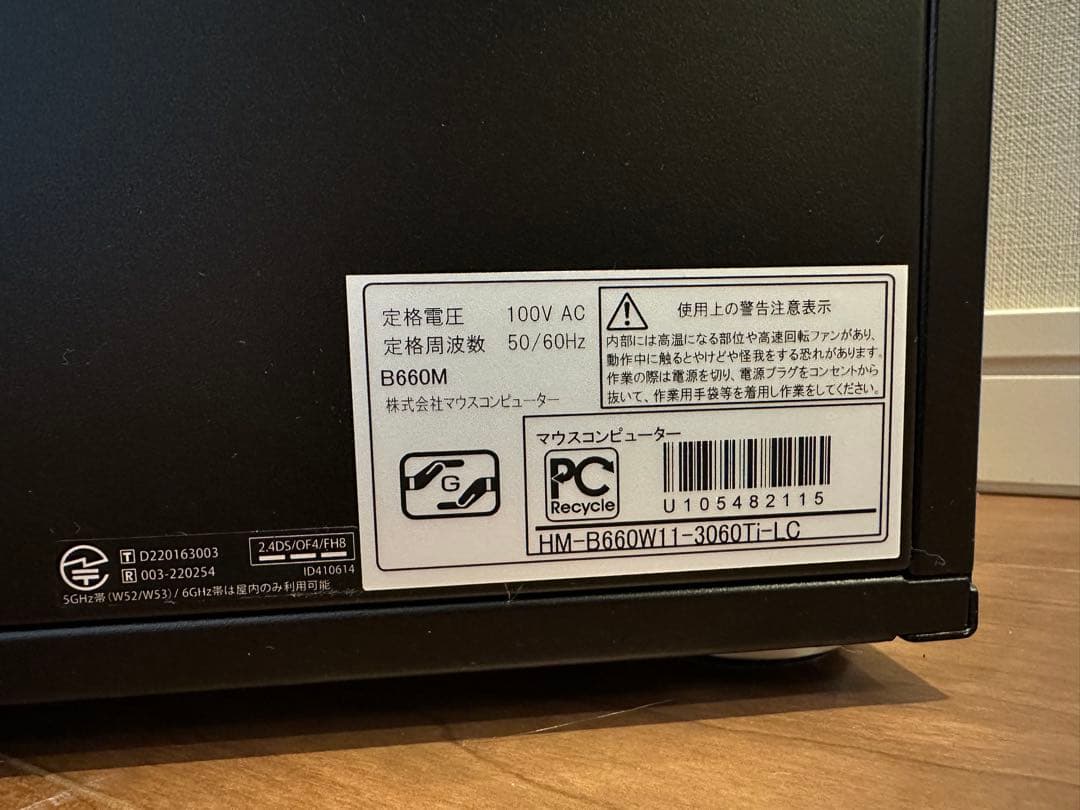 定格電圧 100V AC
定格周波数 50/60Hz
B660M
株式会社マウスコンピューター
使用上の警告注意表示
内部には高温になる部位や高速回転ファンがあり、
動作中に触るとやけどや怪我をする恐れがあります。
作業の際は電源を切り、電源プラグをコンセントから
抜いて、作業用手袋等を着用し作業をしてください。
G
マウスコンピューター
PC
Recycle
U105482115
HM-B660W11-3060Ti-LC
T D220163003
R 003-220254
2.4DS/OF4/FH8
ID410614
5GHz帯(W52/W53) / 6GHz帯は屋内のみ利用可能